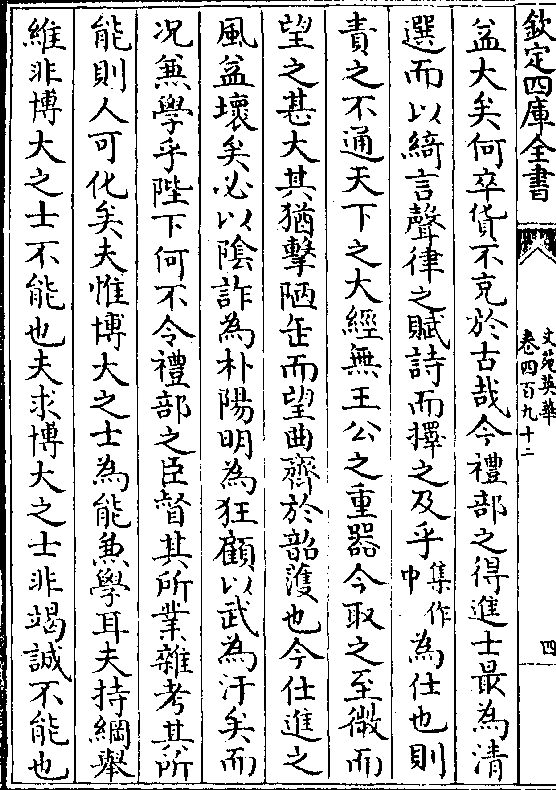 欽定四庫全書
文苑英華
卷四百九十二
四
益大矣何卒貨不克於古哉今禮部之得進士最為清
選而以綺言聲律之賦詩而擇之及乎集作中為仕也則
責之不通天下之大經無王公之重器今取之至微而
望之甚大其猶擊陋缶而望曲齊於韶頀也今仕進之
風益壞矣必以陰詐為朴陽明為狂顧以武為汗矣而
况兼學乎陛下何不令禮部之臣督其所業雜考其所
能則人可化矣夫惟博大之士為能兼學耳夫持綱舉
維非博大之士不能也夫求博大之士非竭誠不能也